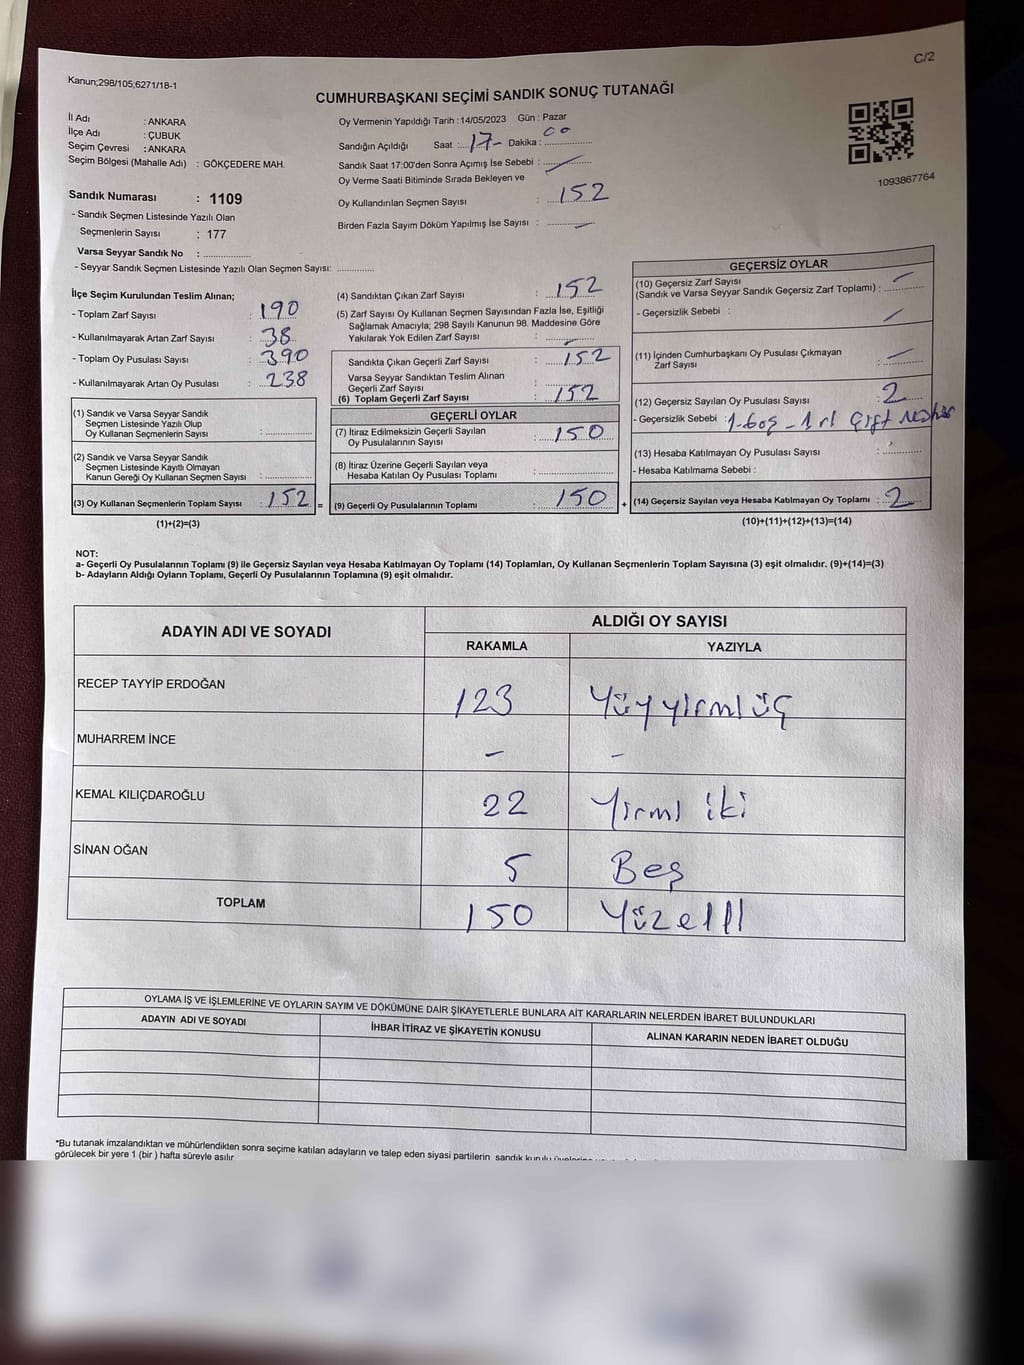 C/2
Kanun;298/105;6271/18-1
CUMHURBAŞKANI SEÇİMİ SANDIK SONUÇ TUTANAĞI
İl Adı : ANKARA
İlçe Adı : ÇUBUK
Seçim Çevresi : ANKARA
Seçim Bölgesi (Mahalle Adı) : GÖKÇEDERE MAH.
Sandık Numarası : 1109
- Sandık Seçmen Listesinde Yazılı Olan
Seçmenlerin Sayısı : 177
Varsa Seyyar Sandık No : ....................
- Seyyar Sandık Seçmen Listesinde Yazılı Olan Seçmen Sayısı: ................
Oy Vermenin Yapıldığı Tarih : 14/05/2023 Gün : Pazar
Sandığın Açıldığı Saat : 17- Dakika : 00
Sandık Saat 17:00'den Sonra Açımış İse Sebebi : —
Oy Verme Saati Bitiminde Sırada Bekleyen ve
Oy Kullandırılan Seçmen Sayısı : 152
Birden Fazla Sayım Döküm Yapılmış İse Sayısı : —
1093867764
İlçe Seçim Kurulundan Teslim Alınan;
- Toplam Zarf Sayısı : 190
- Kullanılmayarak Artan Zarf Sayısı : 38
- Toplam Oy Pusulası Sayısı : 390
- Kullanılmayarak Artan Oy Pusulası : 238
(1) Sandık ve Varsa Seyyar Sandık
Seçmen Listesinde Yazılı Olup
Oy Kullanan Seçmenlerin Sayısı : ..............
(2) Sandık ve Varsa Seyyar Sandık
Seçmen Listesinde Kayıtlı Olmayan
Kanun Gereği Oy Kullanan Seçmen Sayısı : ..............
(3) Oy Kullanan Seçmenlerin Toplam Sayısı : 152 =
(1)+(2)=(3)
(4) Sandıktan Çıkan Zarf Sayısı : 152
(5) Zarf Sayısı Oy Kullanan Seçmen Sayısından Fazla İse, Eşitliği
Sağlamak Amacıyla; 298 Sayılı Kanunun 98. Maddesine Göre
Yakılarak Yok Edilen Zarf Sayısı : —
Sandıkta Çıkan Geçerli Zarf Sayısı : 152
Varsa Seyyar Sandıktan Teslim Alınan
Geçerli Zarf Sayısı : ..............
(6) Toplam Geçerli Zarf Sayısı : 152
GEÇERLİ OYLAR
(7) İtiraz Edilmeksizin Geçerli Sayılan
Oy Pusulalarının Sayısı : 150
(8) İtiraz Üzerine Geçerli Sayılan veya
Hesaba Katılan Oy Pusulası Toplamı : ..............
(9) Geçerli Oy Pusulalarının Toplamı : 150 +
GEÇERSİZ OYLAR
(10) Geçersiz Zarf Sayısı
(Sandık ve Varsa Seyyar Sandık Geçersiz Zarf Toplamı) : —
- Geçersizlik Sebebi : —
(11) İçinden Cumhurbaşkanı Oy Pusulası Çıkmayan
Zarf Sayısı : —
(12) Geçersiz Sayılan Oy Pusulası Sayısı : 2
- Geçersizlik Sebebi : 1-boş - 1 Çift
(13) Hesaba Katılmayan Oy Pusulası Sayısı : ..............
- Hesaba Katılmama Sebebi :
(14) Geçersiz Sayılan veya Hesaba Katılmayan Oy Toplamı : 2
(10)+(11)+(12)+(13)=(14)
NOT:
a- Geçerli Oy Pusulalarının Toplamı (9) ile Geçersiz Sayılan veya Hesaba Katılmayan Oy Toplamı (14) Toplamları, Oy Kullanan Seçmenlerin Toplam Sayısına (3) eşit olmalıdır. (9)+(14)=(3)
b- Adayların Aldığı Oyların Toplamı, Geçerli Oy Pusulalarının Toplamına (9) eşit olmalıdır.
ADAYIN ADI VE SOYADI ALDIĞI OY SAYISI
RAKAMLA YAZIYLA
RECEP TAYYİP ERDOĞAN 123 Yüzyirmiüç
MUHARREM İNCE - -
KEMAL KILIÇDAROĞLU 22 Yirmi iki
SİNAN OĞAN 5 Beş
TOPLAM 150 Yüzelli
OYLAMA İŞ VE İŞLEMLERİNE VE OYLARIN SAYIM VE DÖKÜMÜNE DAİR ŞİKAYETLERLE BUNLARA AİT KARARLARIN NELERDEN İBARET BULUNDUKLARI
ADAYIN ADI VE SOYADI İHBAR İTİRAZ VE ŞİKAYETİN KONUSU ALINAN KARARIN NEDEN İBARET OLDUĞU
*Bu tutanak imzalandıktan ve mühürlendikten sonra seçime katılan adayların ve talep eden siyasi partilerin sandık kurulu
görülecek bir yere 1 (bir ) hafta süreyle asılır